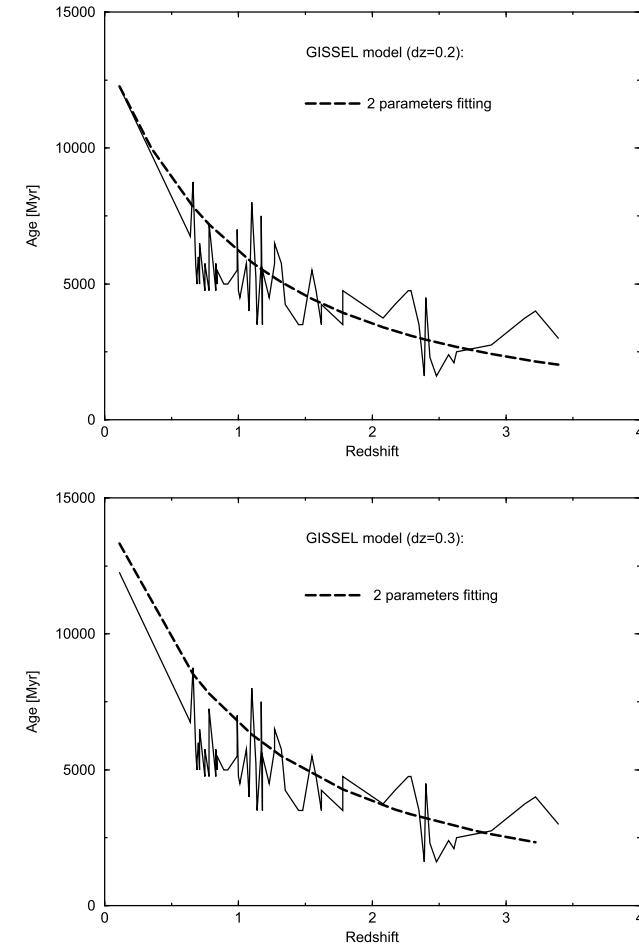 15000
GISSEL model (dz=0.2):
2 parameters fitting
10000
Age [Myr]
5000
0
0 1 2 3 4
Redshift
15000
GISSEL model (dz=0.3):
2 parameters fitting
10000
Age [Myr]
5000
0
0 1 2 3 4
Redshift